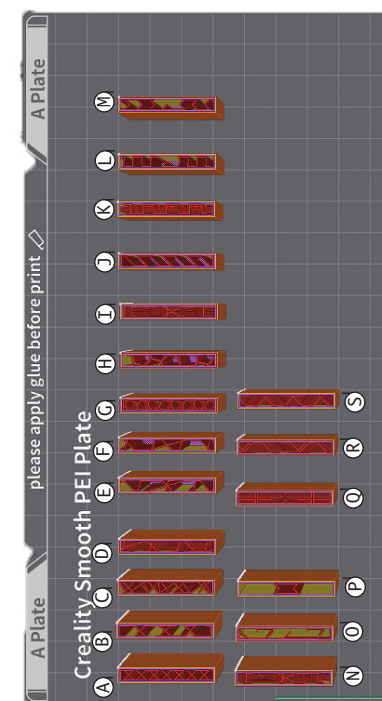 A Plate
please apply glue before print
A Plate
Creality Smooth PEI Plate
A
B
C
D
E
F
G
H
I
J
K
L
M
N
O
P
Q
R
S